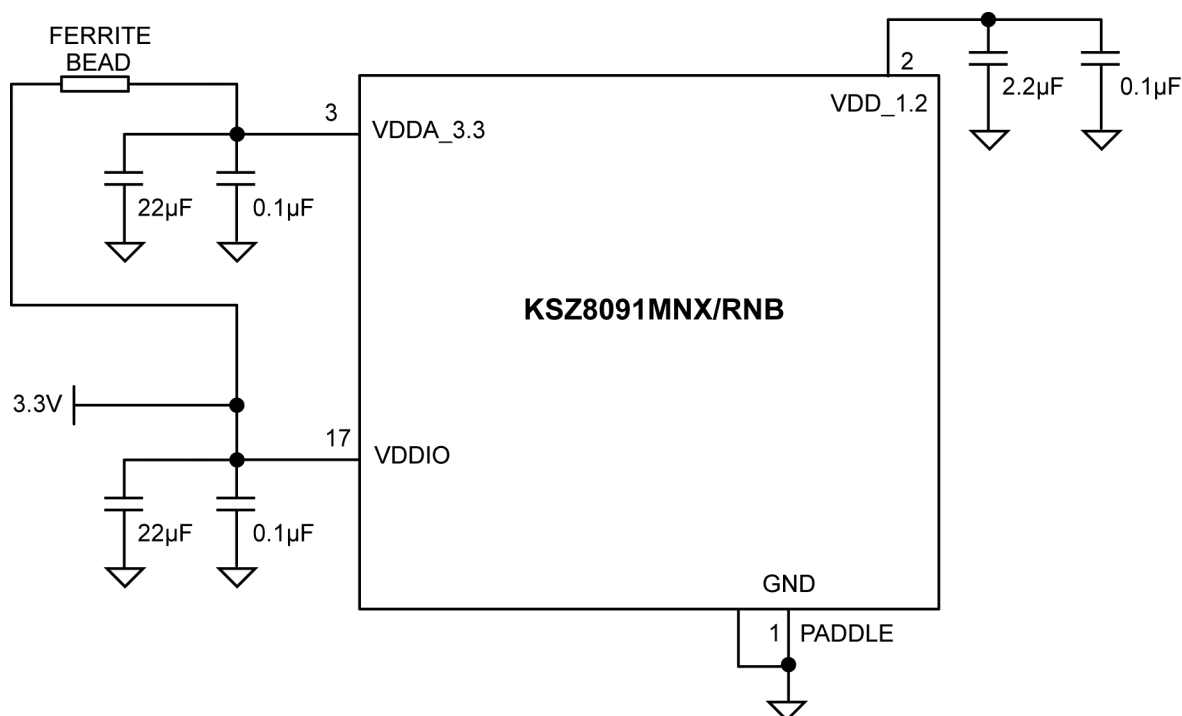 FERRITE
BEAD
2
VDD_1.2
2.2µF
0.1µF
3
VDDA_3.3
22µF
0.1µF
KSZ8091MNX/RNB
3.3V
17
VDDIO
22µF
0.1µF
GND
1
PADDLE